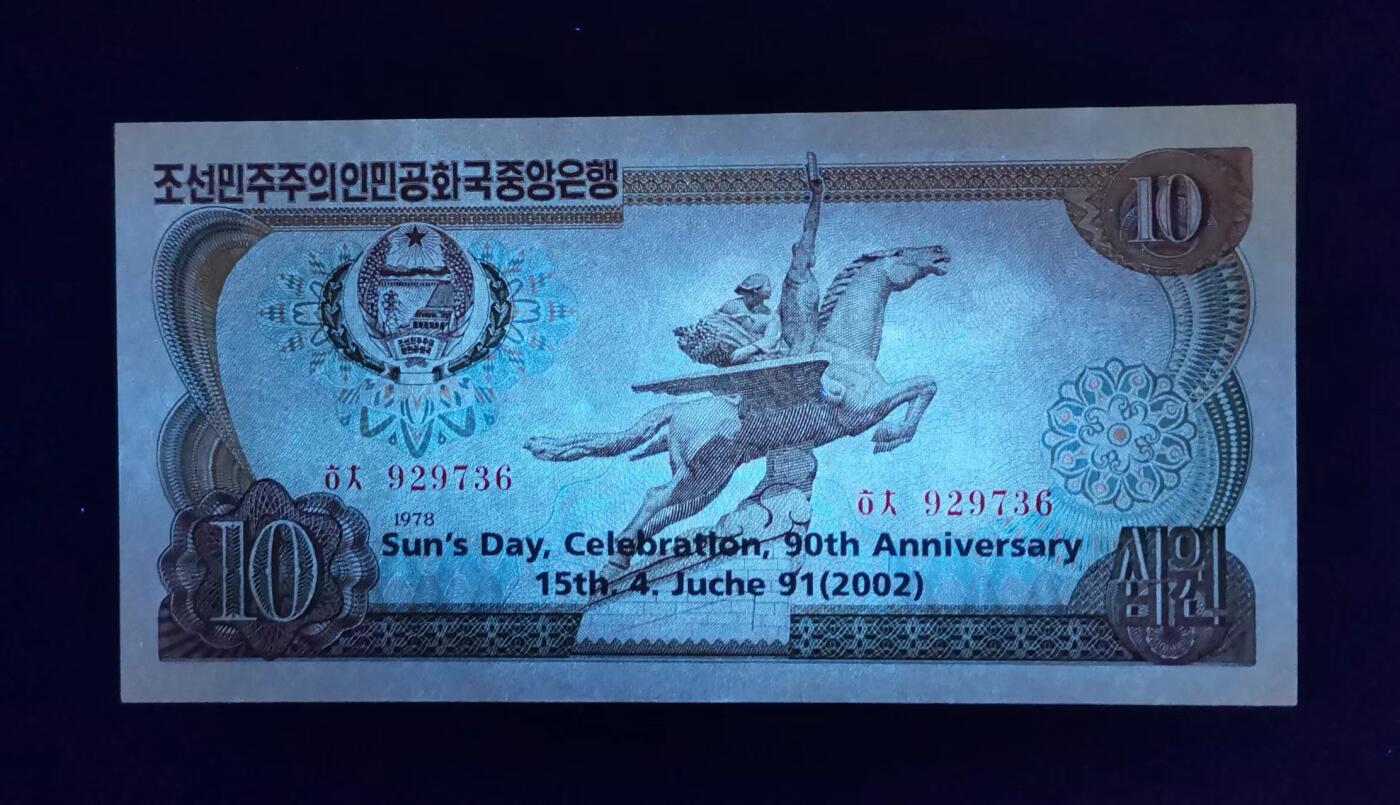 조선민주주의인민공화국중앙은행
10
ㅎㅈ 929736
ㅎㅈ 929736
1978
Sun's Day, Celebration, 90th Anniversary
15th. 4. Juche 91(2002)
10
십원